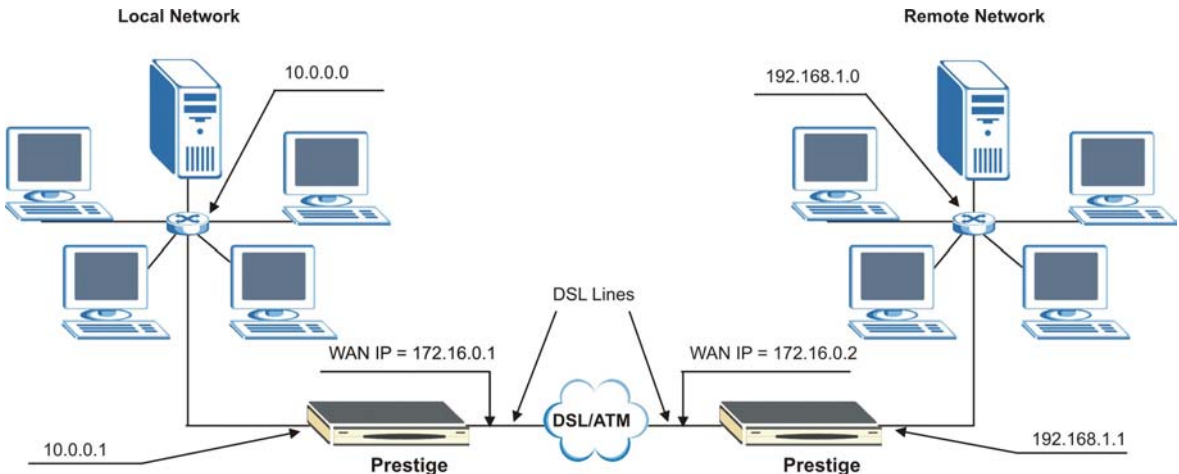 Local Network
Remote Network
10.0.0.0
192.168.1.0
DSL Lines
WAN IP = 172.16.0.1
WAN IP = 172.16.0.2
DSL/ATM
10.0.0.1
192.168.1.1
Prestige
Prestige